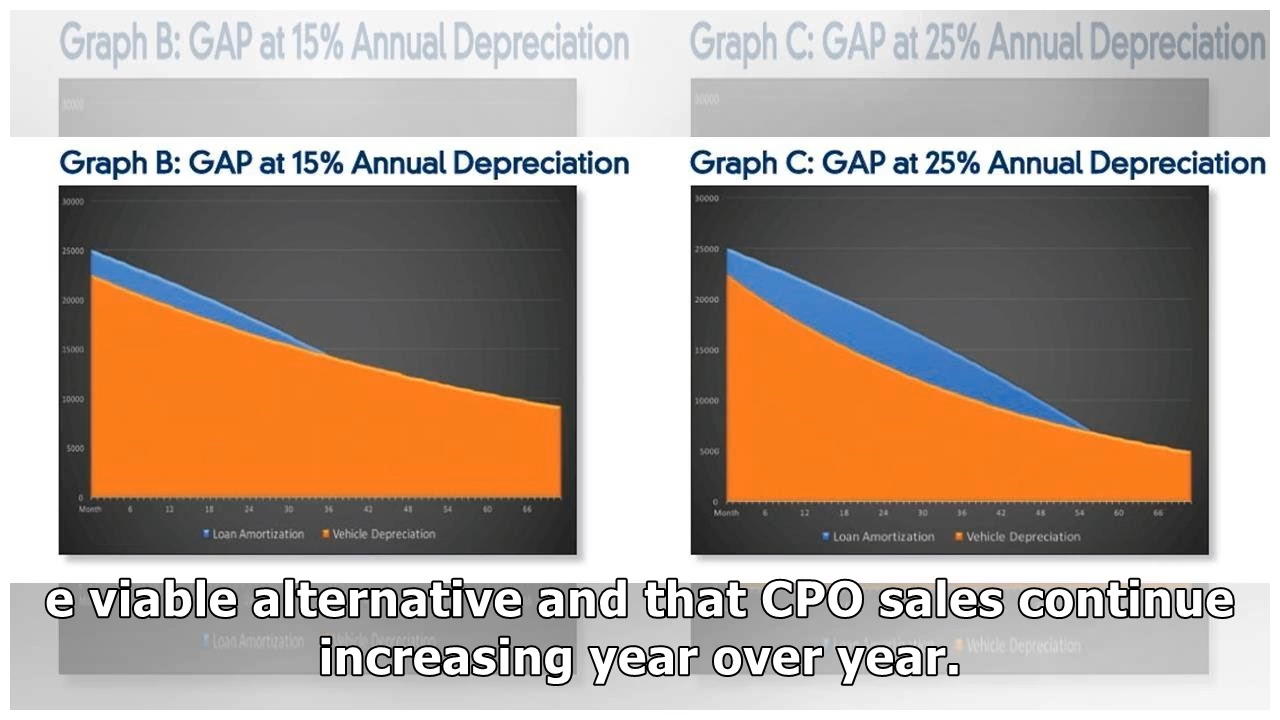 Graph B: GAP at 15% Annual Depreciation
Graph C: GAP at 25% Annual Depreciation
30000
30000
Graph B: GAP at 15% Annual Depreciation
30000
25000
20000
15000
10000
5000
0
Month 6 12 18 24 30 36 42 48 54 60 66
Loan Amortization Vehicle Depreciation
Graph C: GAP at 25% Annual Depreciation
30000
25000
20000
15000
10000
5000
0
Month 6 12 18 24 30 36 42 48 54 60 66
Loan Amortization Vehicle Depreciation
e viable alternative and that CPO sales continue
increasing year over year.
Loan Amortization Vehicle Depreciation
Vehicle Depreciation